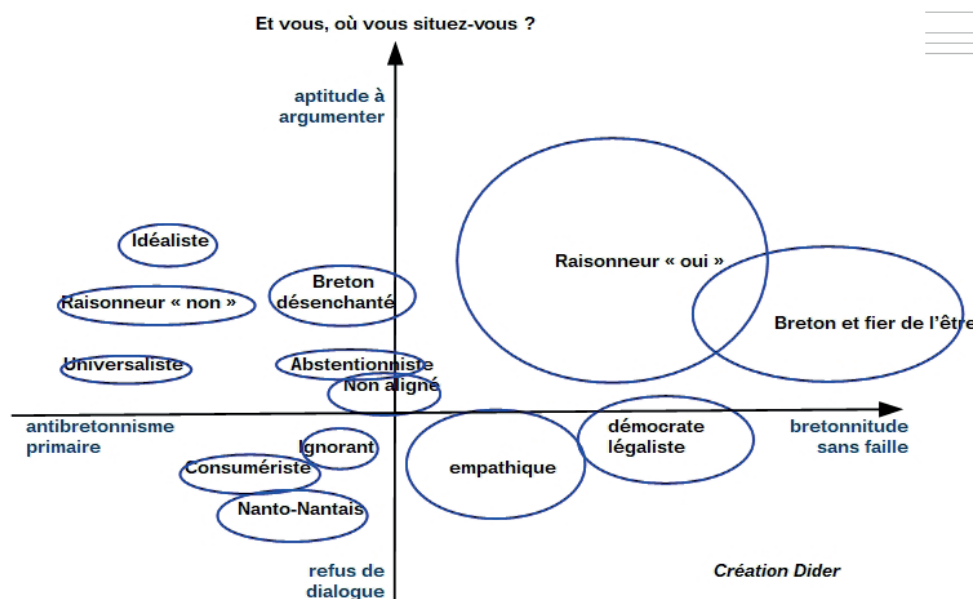 Et vous, où vous situez-vous ?
aptitude à
argumenter
Idéaliste
Raisonneur « oui »
Breton
désenchanté
Raisonneur « non »
Breton et fier de l'être
Universaliste
Abstentionniste
Non aligné
antibretonnisme
primaire
démocrate
légaliste
bretonnitude
sans faille
Ignorant
Consumériste
empathique
Nanto-Nantais
refus de
dialogue
Création Dider